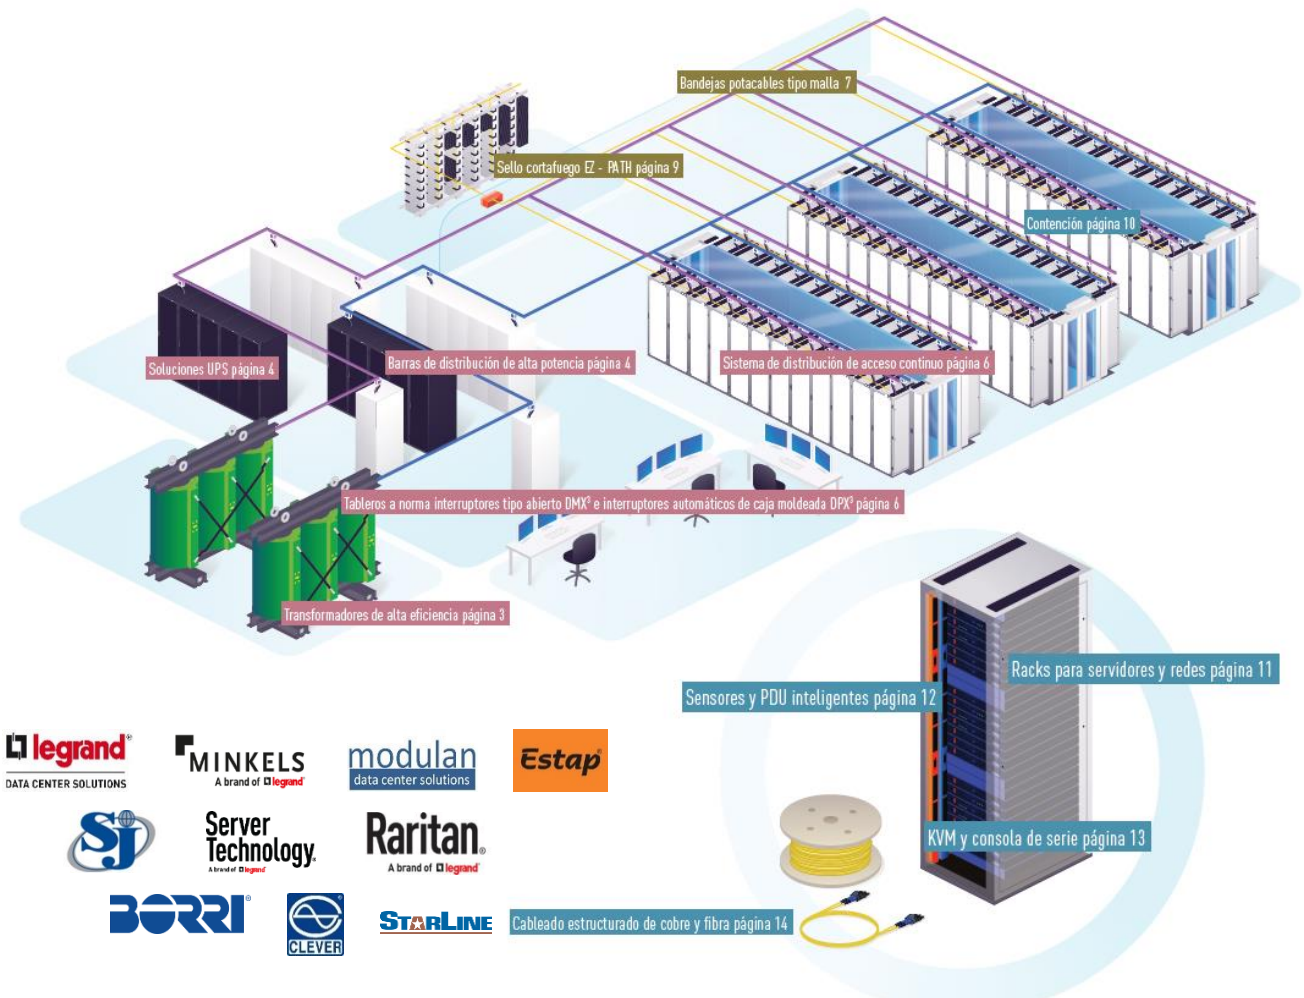 Bandejas potacables tipo malla 7
Sello cortafuego EZ - PATH página 9
Contención página 10
Soluciones UPS página 4
Barras de distribución de alta potencia página 4
Sistema de distribución de acceso continuo página 6
Tableros a norma interruptores tipo abierto DMX³ e interruptores automáticos de caja moldeada DPX³ página 6
Transformadores de alta eficiencia página 3
Racks para servidores y redes página 11
Sensores y PDU inteligentes página 12
KVM y consola de serie página 13
legrand®
DATA CENTER SOLUTIONS
MINKELS
A brand of legrand
modulan
data center solutions
Estap®
SJ
Server
Technology.
A brand of legrand
Raritan®
A brand of legrand
BORRI®
CLEVER
STARLINE
Cableado estructurado de cobre y fibra página 14